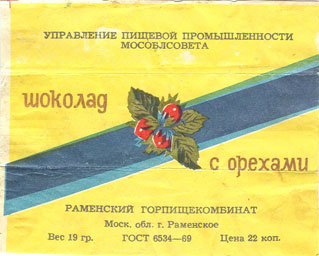 УПРАВЛЕНИЕ ПИЩЕВОЙ ПРОМЫШЛЕННОСТИ
МОСОБЛСОВЕТА
шоколад
с орехами
РАМЕНСКИЙ ГОРПИЩЕКОМБИНАТ
Моск. обл. г. Раменское
Вес 19 гр. ГОСТ 6534—69 Цена 22 коп.